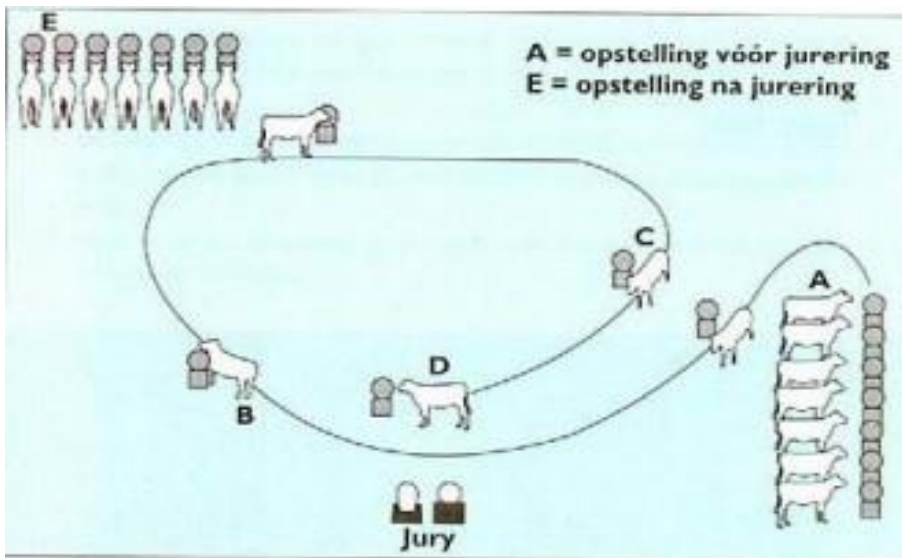 E
A = opstelling vóór jurering
E = opstelling na jurering
C
A
D
B
Jury